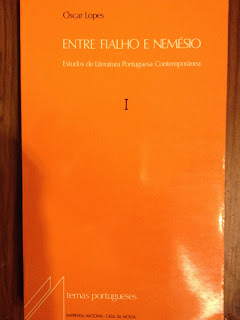 Óscar Lopes
ENTRE FIALHO E NEMÉSIO
Estudos de Literatura Portuguesa Contemporânea
I
temas portugueses
IMPRENSA NACIONAL - CASA DA MOEDA